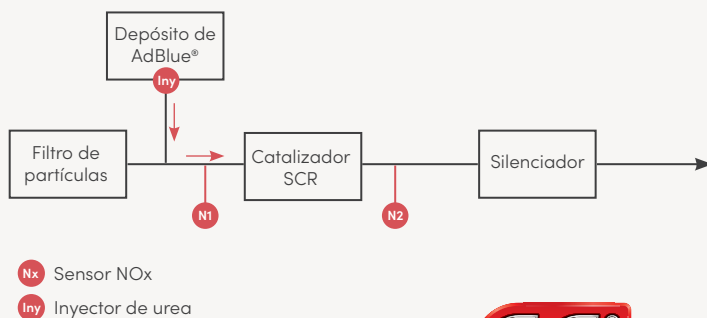 Depósito de
AdBlue®
Iny
Filtro de
partículas
Catalizador
SCR
Silenciador
N1
N2
Nx Sensor NOx
Iny Inyector de urea